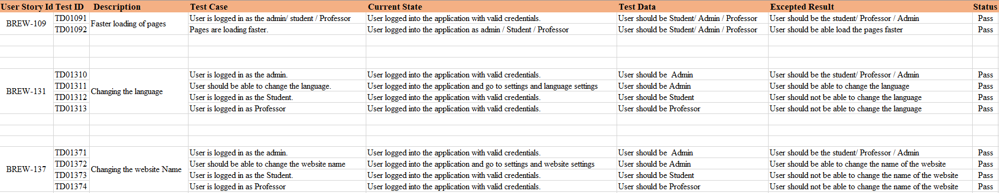 User Story Id Test ID Description Test Case Current State Test Data Excepted Result Status
BREW-109 Faster loading of pages
TD01091 User is logged in as the admin/ student / Professor User logged into the application with valid credentials. User should be Student/ Admin / Professor User should be the student/ Professor / Admin Pass
TD01092 Pages are loading faster. User logged into the application as admin / Student / Professor User should be Student/ Admin / Professor User should be able load the pages faster Pass
BREW-131 Changing the language
TD01310 User is logged in as the admin. User logged into the application with valid credentials. User should be  Admin User should be the student/ Professor / Admin Pass
TD01311 User should be able to change the language. User logged into the application and go to settings and language settings User should be Admin User should be able to change the language Pass
TD01312 User is logged in as the Student. User logged into the application with valid credentials. User should be Student User should not be able to change the language Pass
TD01313 User is logged in as Professor User logged into the application with valid credentials. User should be Professor User should not be able to change the language Pass
BREW-137 Changing the website Name
TD01371 User is logged in as the admin. User logged into the application with valid credentials. User should be  Admin User should be the student/ Professor / Admin Pass
TD01372 User should be able to change the website name User logged into the application and go to settings and website settings User should be Admin User should be able to change the name of the website Pass
TD01373 User is logged in as the Student. User logged into the application with valid credentials. User should be Student User should not be able to change the name of the website Pass
TD01374 User is logged in as Professor User logged into the application with valid credentials. User should be Professor User should not be able to change the name of the website Pass